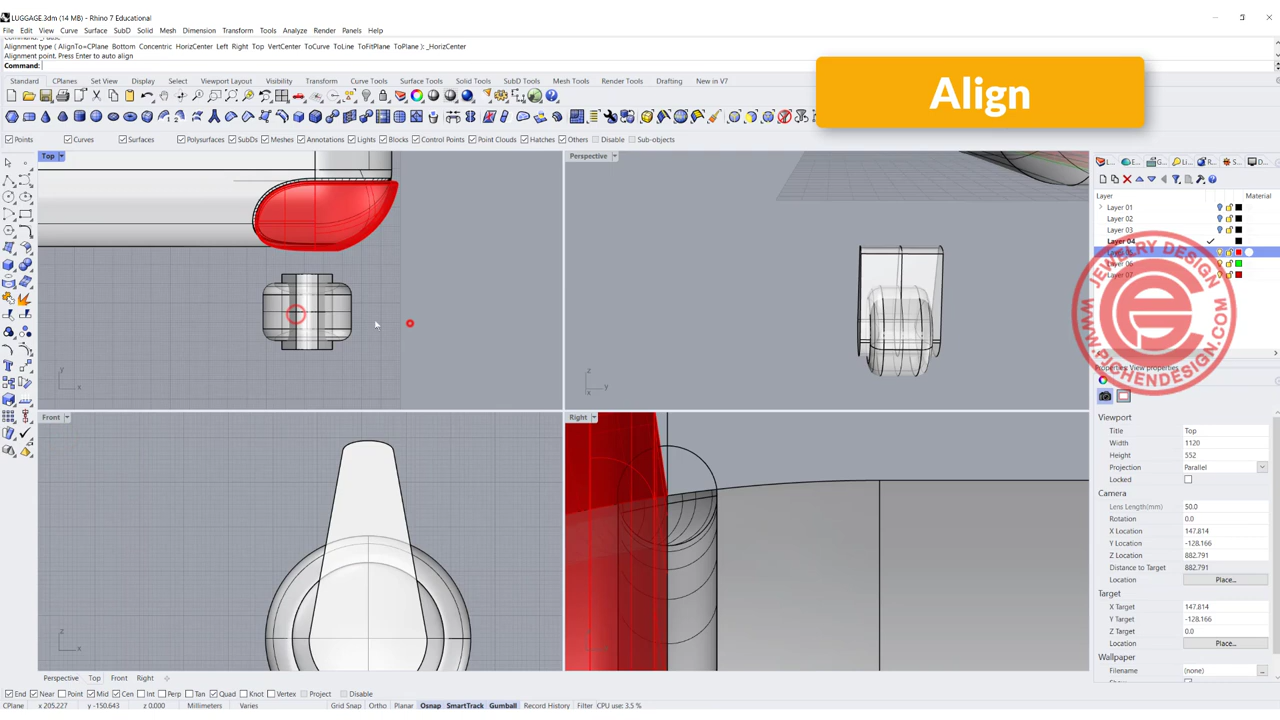 LUGGAGE.3dm (14 MB) - Rhino 7 Educational
File Edit View Curve Surface SubD Solid Mesh Dimension Transform Tools Analyze Render Panels Help
Alignment type ( AlignTo=CPlane Bottom Concentric HorizCenter Left Right Top VertCenter ToCurve ToLine ToFitPlane ToPlane ): _HorizCenter
Alignment point. Press Enter to auto align
Command:
Align
Standard CPlanes Set View Display Select Viewport Layout Visibility Transform Curve Tools Surface Tools Solid Tools SubD Tools Mesh Tools Render Tools Drafting New in V7
Points Curves Surfaces Polysurfaces SubDs Meshes Annotations Lights Blocks Control Points Point Clouds Hatches Others Disable Sub-objects
Top
Perspective
Front
Right
Layer Material
Layer 01
Layer 02
Layer 03
Layer 04
Layer 06
JEWELRY DESIGN
WWW.PJCHENDESIGN.COM
Properties: View properties
Viewport
Title Top
Width 1120
Height 552
Projection Parallel
Locked
Camera
Lens Length(mm) 50.0
Rotation 0.0
X Location 147.814
Y Location -128.166
Z Location 882.791
Distance to Target 882.791
Location Place...
Target
X Target 147.814
Y Target -128.166
Z Target 0.0
Location Place...
Wallpaper
Filename (none)
Perspective Top Front Right
End Near Point Mid Cen Int Perp Tan Quad Knot Vertex Project Disable
CPlane x 205.227 y -150.643 z 0.000 Millimeters Varies Grid Snap Ortho Planar Osnap SmartTrack Gumball Record History Filter CPU use: 3.5 %